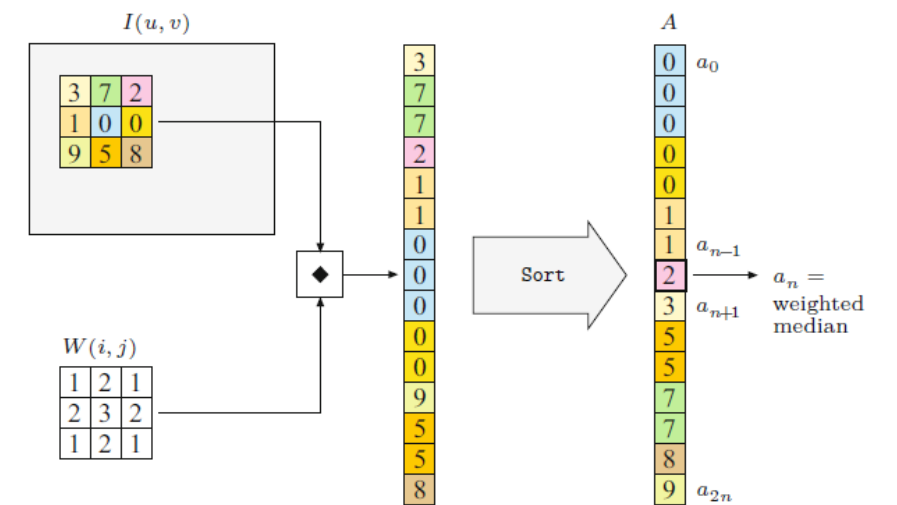 I(u, v)
3 7 2
1 0 0
9 5 8
W(i, j)
1 2 1
2 3 2
1 2 1
3
7
7
2
1
1
0
0
0
0
0
9
5
5
8
Sort
A
0 a₀
0
0
0
0
1
1 aₙ₋₁
2 aₙ =
weighted
median
3 aₙ₊₁
5
5
7
7
8
9 a₂ₙ